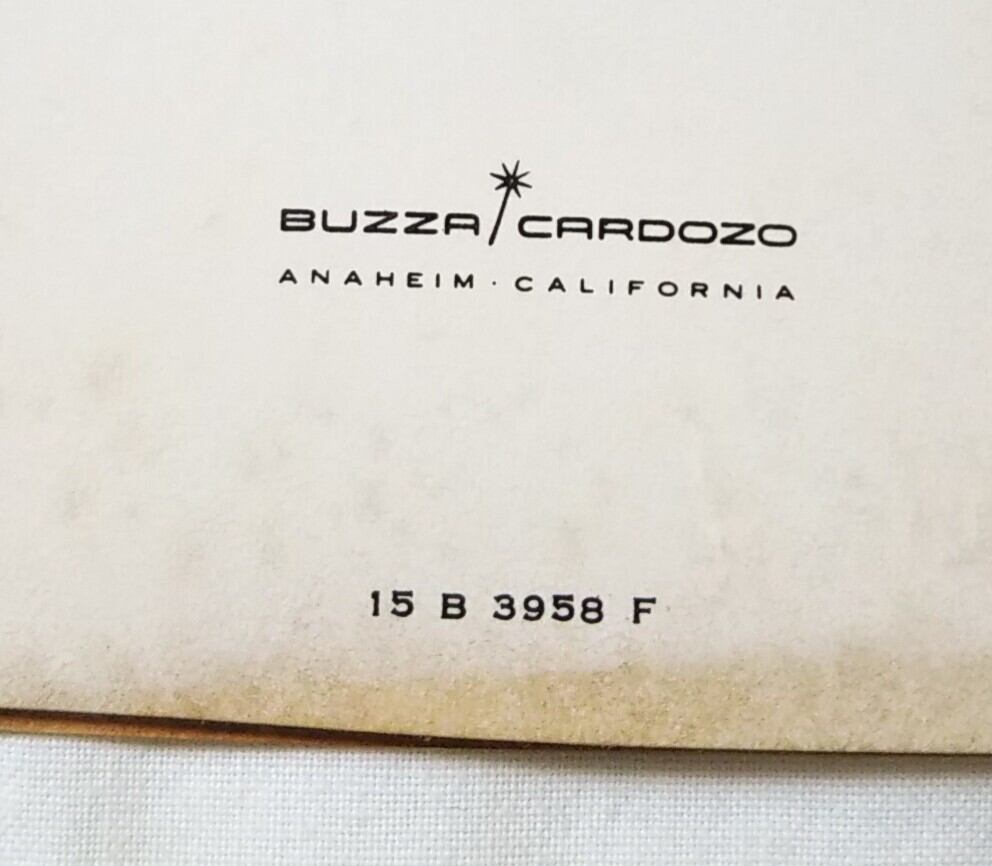 BUZZA/CARDOZO
ANAHEIM · CALIFORNIA
15 B 3958 F